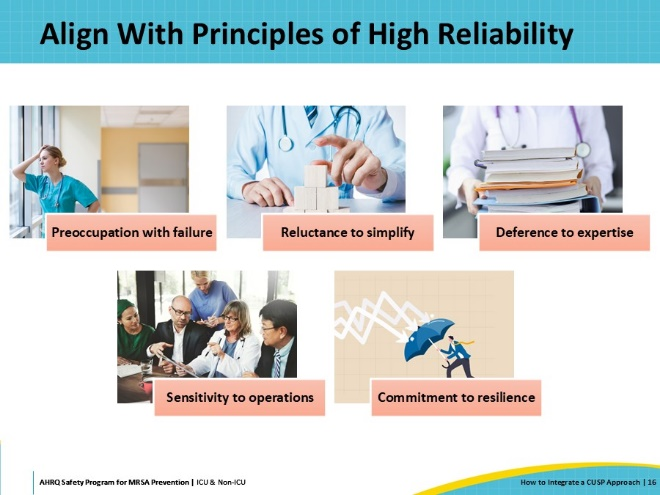 Align With Principles of High Reliability
Preoccupation with failure
Reluctance to simplify
Deference to expertise
Sensitivity to operations
Commitment to resilience
AHRQ Safety Program for MRSA Prevention | ICU & Non-ICU
How to Integrate a CUSP Approach | 16